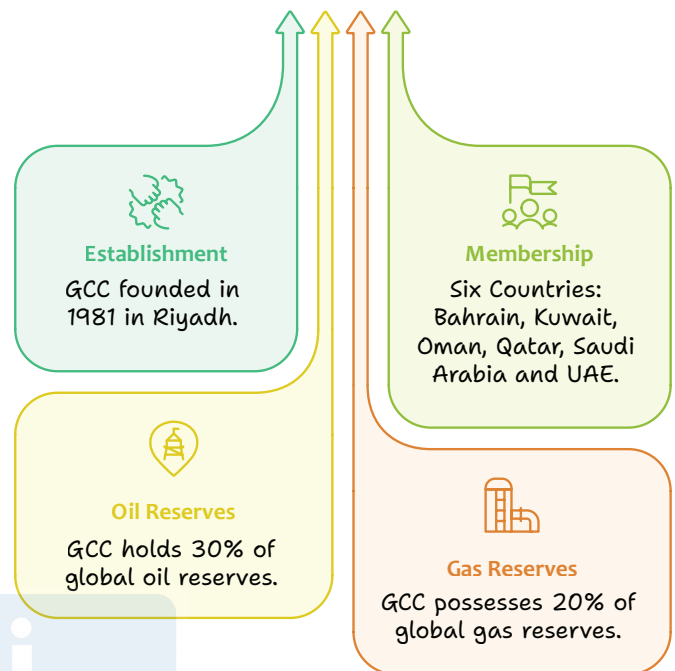 Establishment
GCC founded in
1981 in Riyadh.
Membership
Six Countries:
Bahrain, Kuwait,
Oman, Qatar, Saudi
Arabia and UAE.
Oil Reserves
GCC holds 30% of
global oil reserves.
Gas Reserves
GCC possesses 20% of
global gas reserves.
i